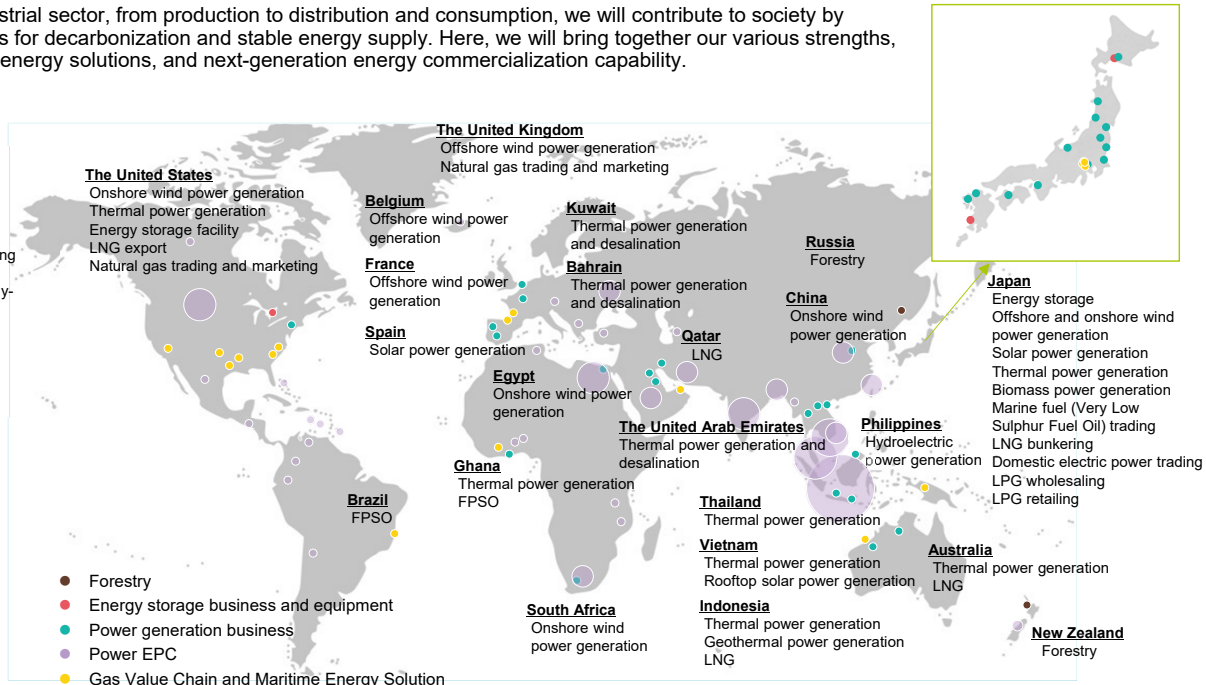 strial sector, from production to distribution and consumption, we will contribute to society by
s for decarbonization and stable energy supply. Here, we will bring together our various strengths,
energy solutions, and next-generation energy commercialization capability.
ng
y-
The United States
Onshore wind power generation
Thermal power generation
Energy storage facility
LNG export
Natural gas trading and marketing
The United Kingdom
Offshore wind power generation
Natural gas trading and marketing
Belgium
Offshore wind power
generation
France
Offshore wind power
generation
Spain
Solar power generation
Kuwait
Thermal power generation
and desalination
Bahrain
Thermal power generation
and desalination
Qatar
LNG
Egypt
Onshore wind power
generation
The United Arab Emirates
Thermal power generation and
desalination
Ghana
Thermal power generation
FPSO
Brazil
FPSO
South Africa
Onshore wind
power generation
Russia
Forestry
China
Onshore wind
power generation
Philippines
Hydroelectric
power generation
Thailand
Thermal power generation
Vietnam
Thermal power generation
Rooftop solar power generation
Indonesia
Thermal power generation
Geothermal power generation
LNG
Australia
Thermal power generation
LNG
New Zealand
Forestry
Japan
Energy storage
Offshore and onshore wind
power generation
Solar power generation
Thermal power generation
Biomass power generation
Marine fuel (Very Low
Sulphur Fuel Oil) trading
LNG bunkering
Domestic electric power trading
LPG wholesaling
LPG retailing
Forestry
Energy storage business and equipment
Power generation business
Power EPC
Gas Value Chain and Maritime Energy Solution